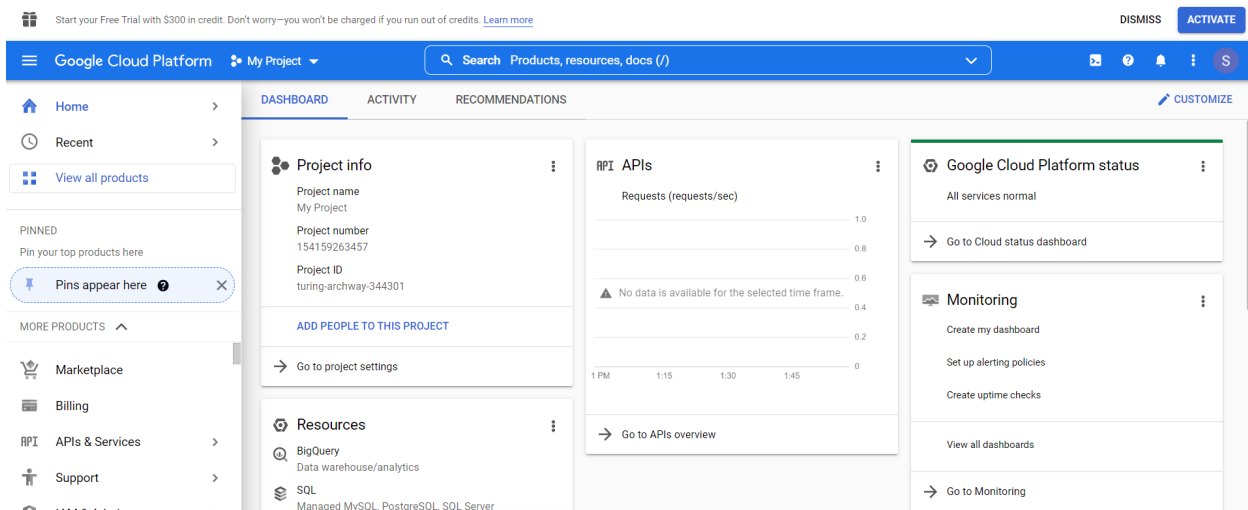 Start your Free Trial with $300 in credit. Don't worry—you won't be charged if you run out of credits. Learn more
DISMISS
ACTIVATE
Google Cloud Platform
My Project
Search Products, resources, docs (/)
S
Home
Recent
View all products
PINNED
Pin your top products here
Pins appear here
MORE PRODUCTS
Marketplace
Billing
API APIs & Services
Support
DASHBOARD
ACTIVITY
RECOMMENDATIONS
CUSTOMIZE
Project info
Project name
My Project
Project number
154159263457
Project ID
turing-archway-344301
ADD PEOPLE TO THIS PROJECT
Go to project settings
Resources
BigQuery
Data warehouse/analytics
SQL
Managed MySQL, PostgreSQL, SQL Server
API APIs
Requests (requests/sec)
1.0
0.8
0.6
No data is available for the selected time frame.
0.4
0.2
0
1 PM
1:15
1:30
1:45
Go to APIs overview
Google Cloud Platform status
All services normal
Go to Cloud status dashboard
Monitoring
Create my dashboard
Set up alerting policies
Create uptime checks
View all dashboards
Go to Monitoring